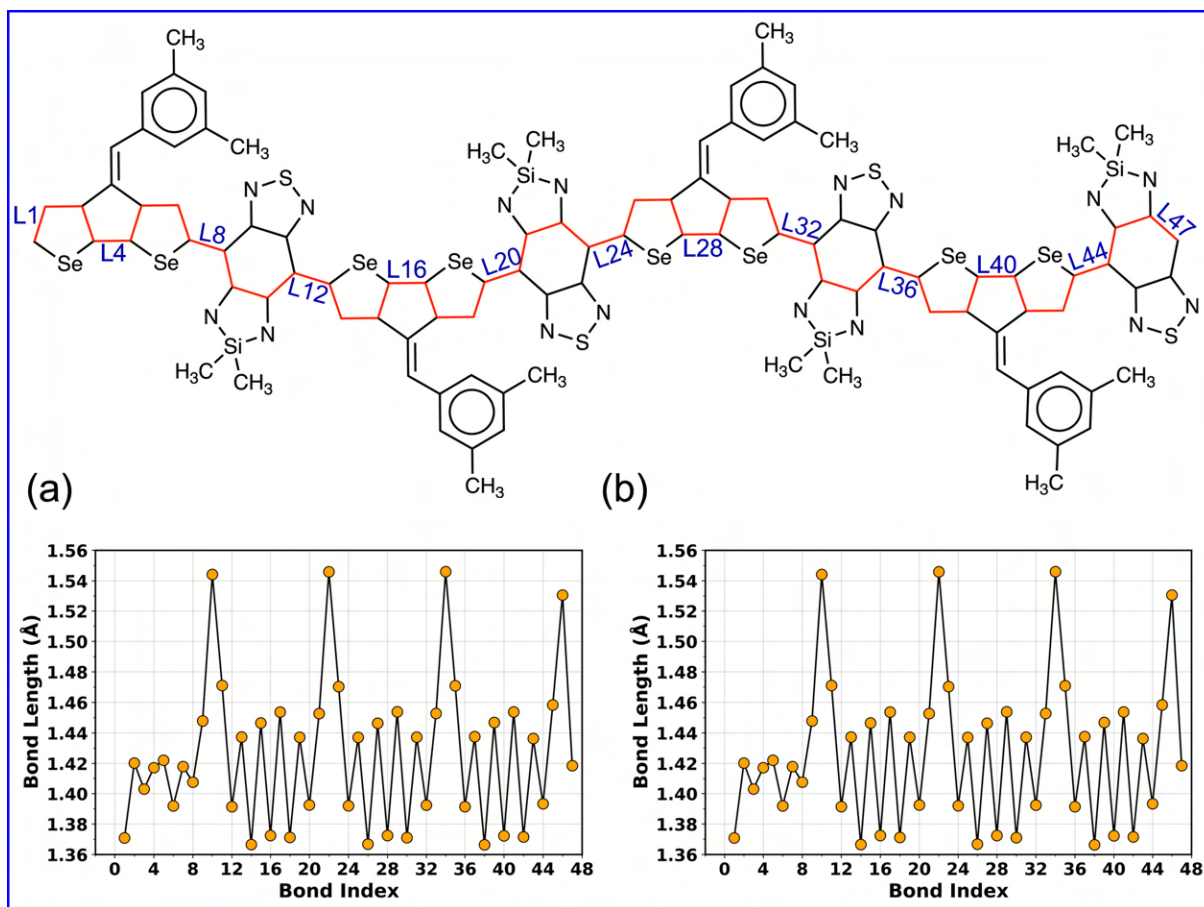 CH₃
CH₃
CH₃
CH₃
H₃C
Si
CH₃
N
N
S
N
N
L1
L4
Se
Se
L8
L12
N
N
Si
H₃C
CH₃
Se
L16
Se
L20
CH₃
CH₃
N
S
N
L24
Se
L28
Se
L32
N
S
N
N
N
Si
H₃C
CH₃
L36
Se
L40
Se
L44
L47
H₃C
CH₃
Si
N
N
N
S
N
CH₃
H₃C
(a)
(b)
Bond Length (Å)
1.56
1.54
1.52
1.50
1.48
1.46
1.44
1.42
1.40
1.38
1.36
0 4 8 12 16 20 24 28 32 36 40 44 48
Bond Index
Bond Length (Å)
1.56
1.54
1.52
1.50
1.48
1.46
1.44
1.42
1.40
1.38
1.36
0 4 8 12 16 20 24 28 32 36 40 44 48
Bond Index